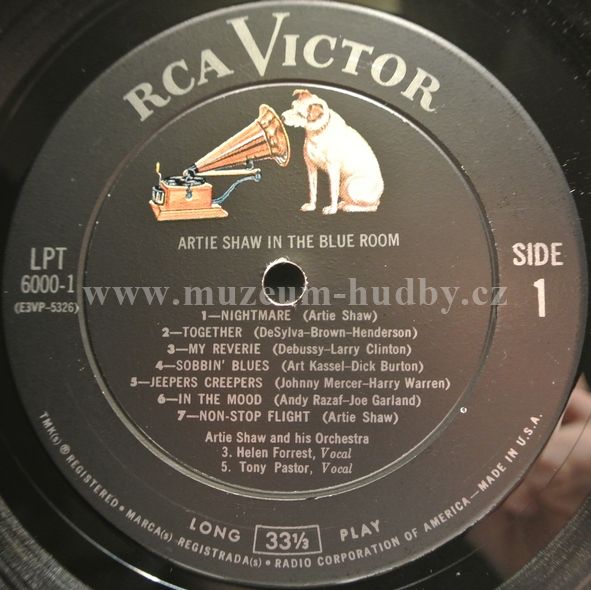 RCA VICTOR
ARTIE SHAW IN THE BLUE ROOM
LPT
6000-1
(E3VP-5326)
SIDE
1
www.muzeum-hudby.cz
1—NIGHTMARE (Artie Shaw)
2—TOGETHER (DeSylva–Brown–Henderson)
3—MY REVERIE (Debussy–Larry Clinton)
4—SOBBIN' BLUES (Art Kassel–Dick Burton)
5—JEEPERS CREEPERS (Johnny Mercer–Harry Warren)
6—IN THE MOOD (Andy Razaf–Joe Garland)
7—NON-STOP FLIGHT (Artie Shaw)
Artie Shaw and his Orchestra
3. Helen Forrest, Vocal
5. Tony Pastor, Vocal
LONG 33⅓ PLAY
TMK(s) ® REGISTERED • MARCA(s) REGISTRADA(s) • RADIO CORPORATION OF AMERICA—MADE IN U.S.A.